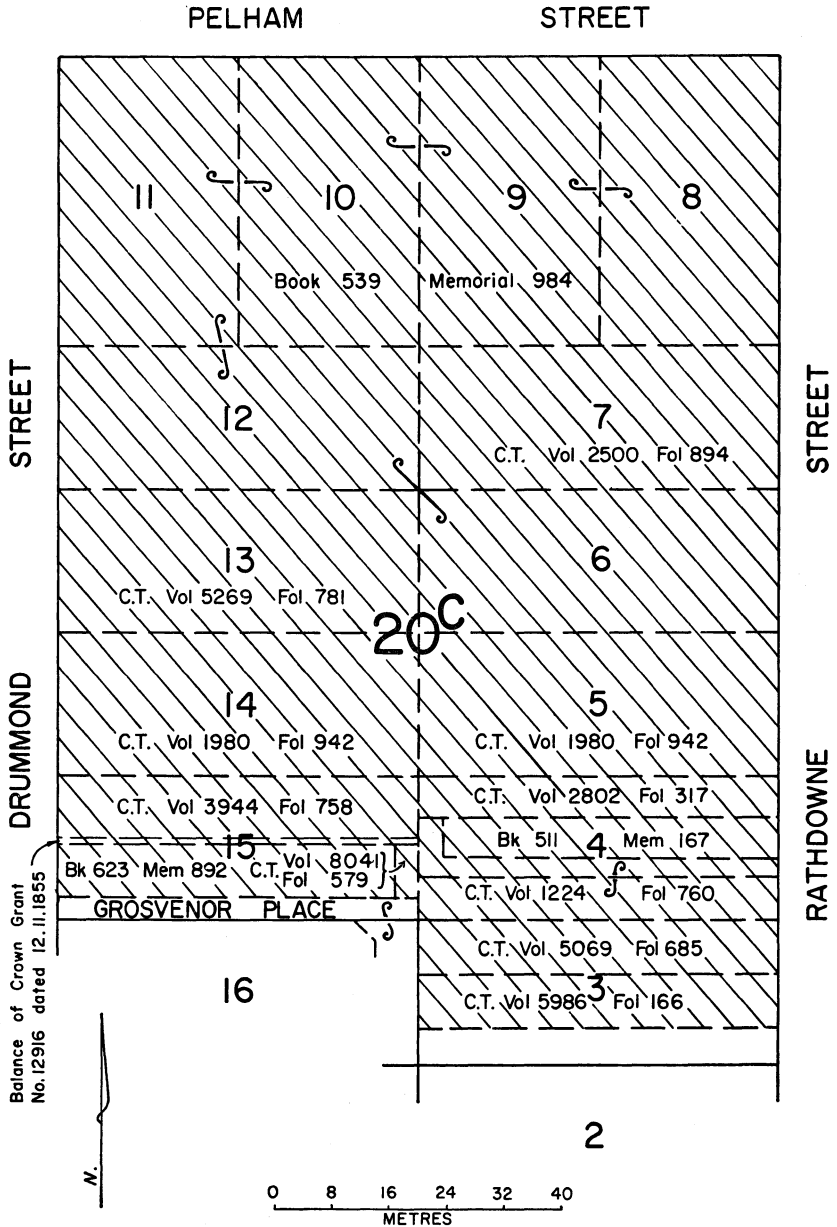 PELHAM STREET
11 10 9 8
Book 539 Memorial 984
STREET
STREET
12 7
C.T. Vol 2500 Fol 894
13 6
C.T. Vol 5269 Fol 781
20C
14 5
C.T. Vol 1980 Fol 942 C.T. Vol 1980 Fol 942
DRUMMOND
RATHDOWNE
C.T. Vol 3944 Fol 758 C.T. Vol 2802 Fol 317
15 4
Bk 511 Mem 167
Bk 623 Mem 892 C.T. Vol 8041
Fol 579
C.T. Vol 1224 Fol 760
GROSVENOR PLACE
C.T. Vol 5069 Fol 685
16 3
C.T. Vol 5986 Fol 166
Balance of Crown Grant
No. 12916 dated 12.11.1855
2
N.
0 8 16 24 32 40
METRES